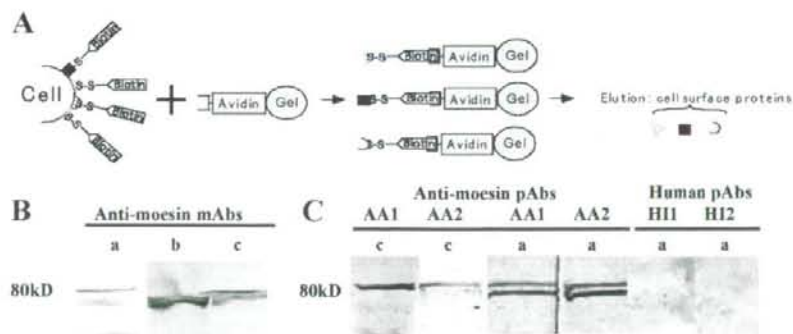 A
Biotin
S
S-S
Biotin
Cell
S-S
Biotin
S
S
Biotin
+
Avidin
Gel
S-S
Biotin
Avidin
Gel
S-S
Biotin
Avidin
Gel
S-S
Biotin
Avidin
Gel
Elution: cell surface proteins
B
Anti-moesin mAbs
a b c
80kD
C
Anti-moesin pAbs
Human pAbs
AA1 AA2 AA1 AA2 HI1 HI2
c c a a a a
80kD